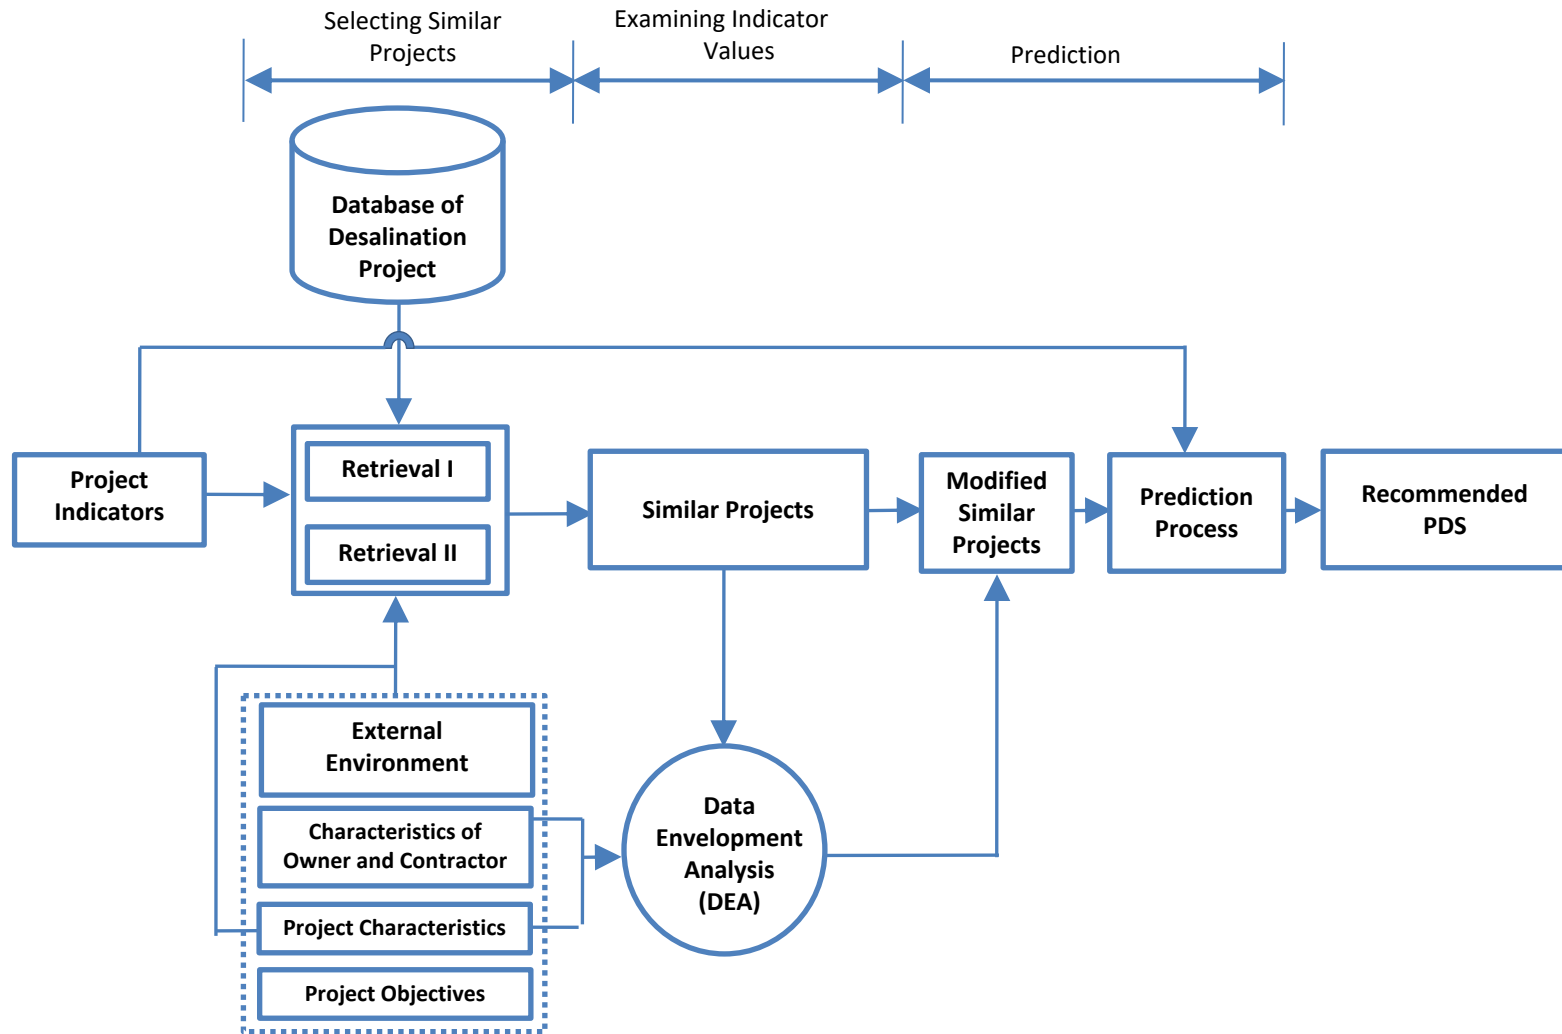 Selecting Similar
Projects
Examining Indicator
Values
Prediction
Database of
Desalination
Project
Project
Indicators
Retrieval I
Retrieval II
Similar Projects
Modified
Similar
Projects
Prediction
Process
Recommended
PDS
External
Environment
Characteristics of
Owner and Contractor
Project Characteristics
Project Objectives
Data
Envelopment
Analysis
(DEA)